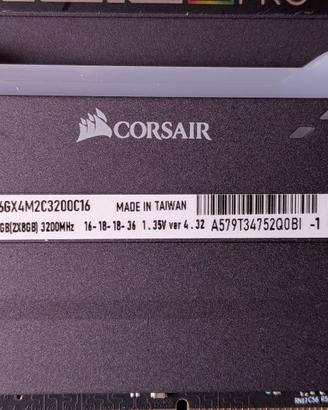 PRO
CORSAIR
6GX4M2C3200C16 MADE IN TAIWAN
GB(2X8GB) 3200MHz 16-18-18-36 1.35V ver 4.32 A579T34752Q0BI -1